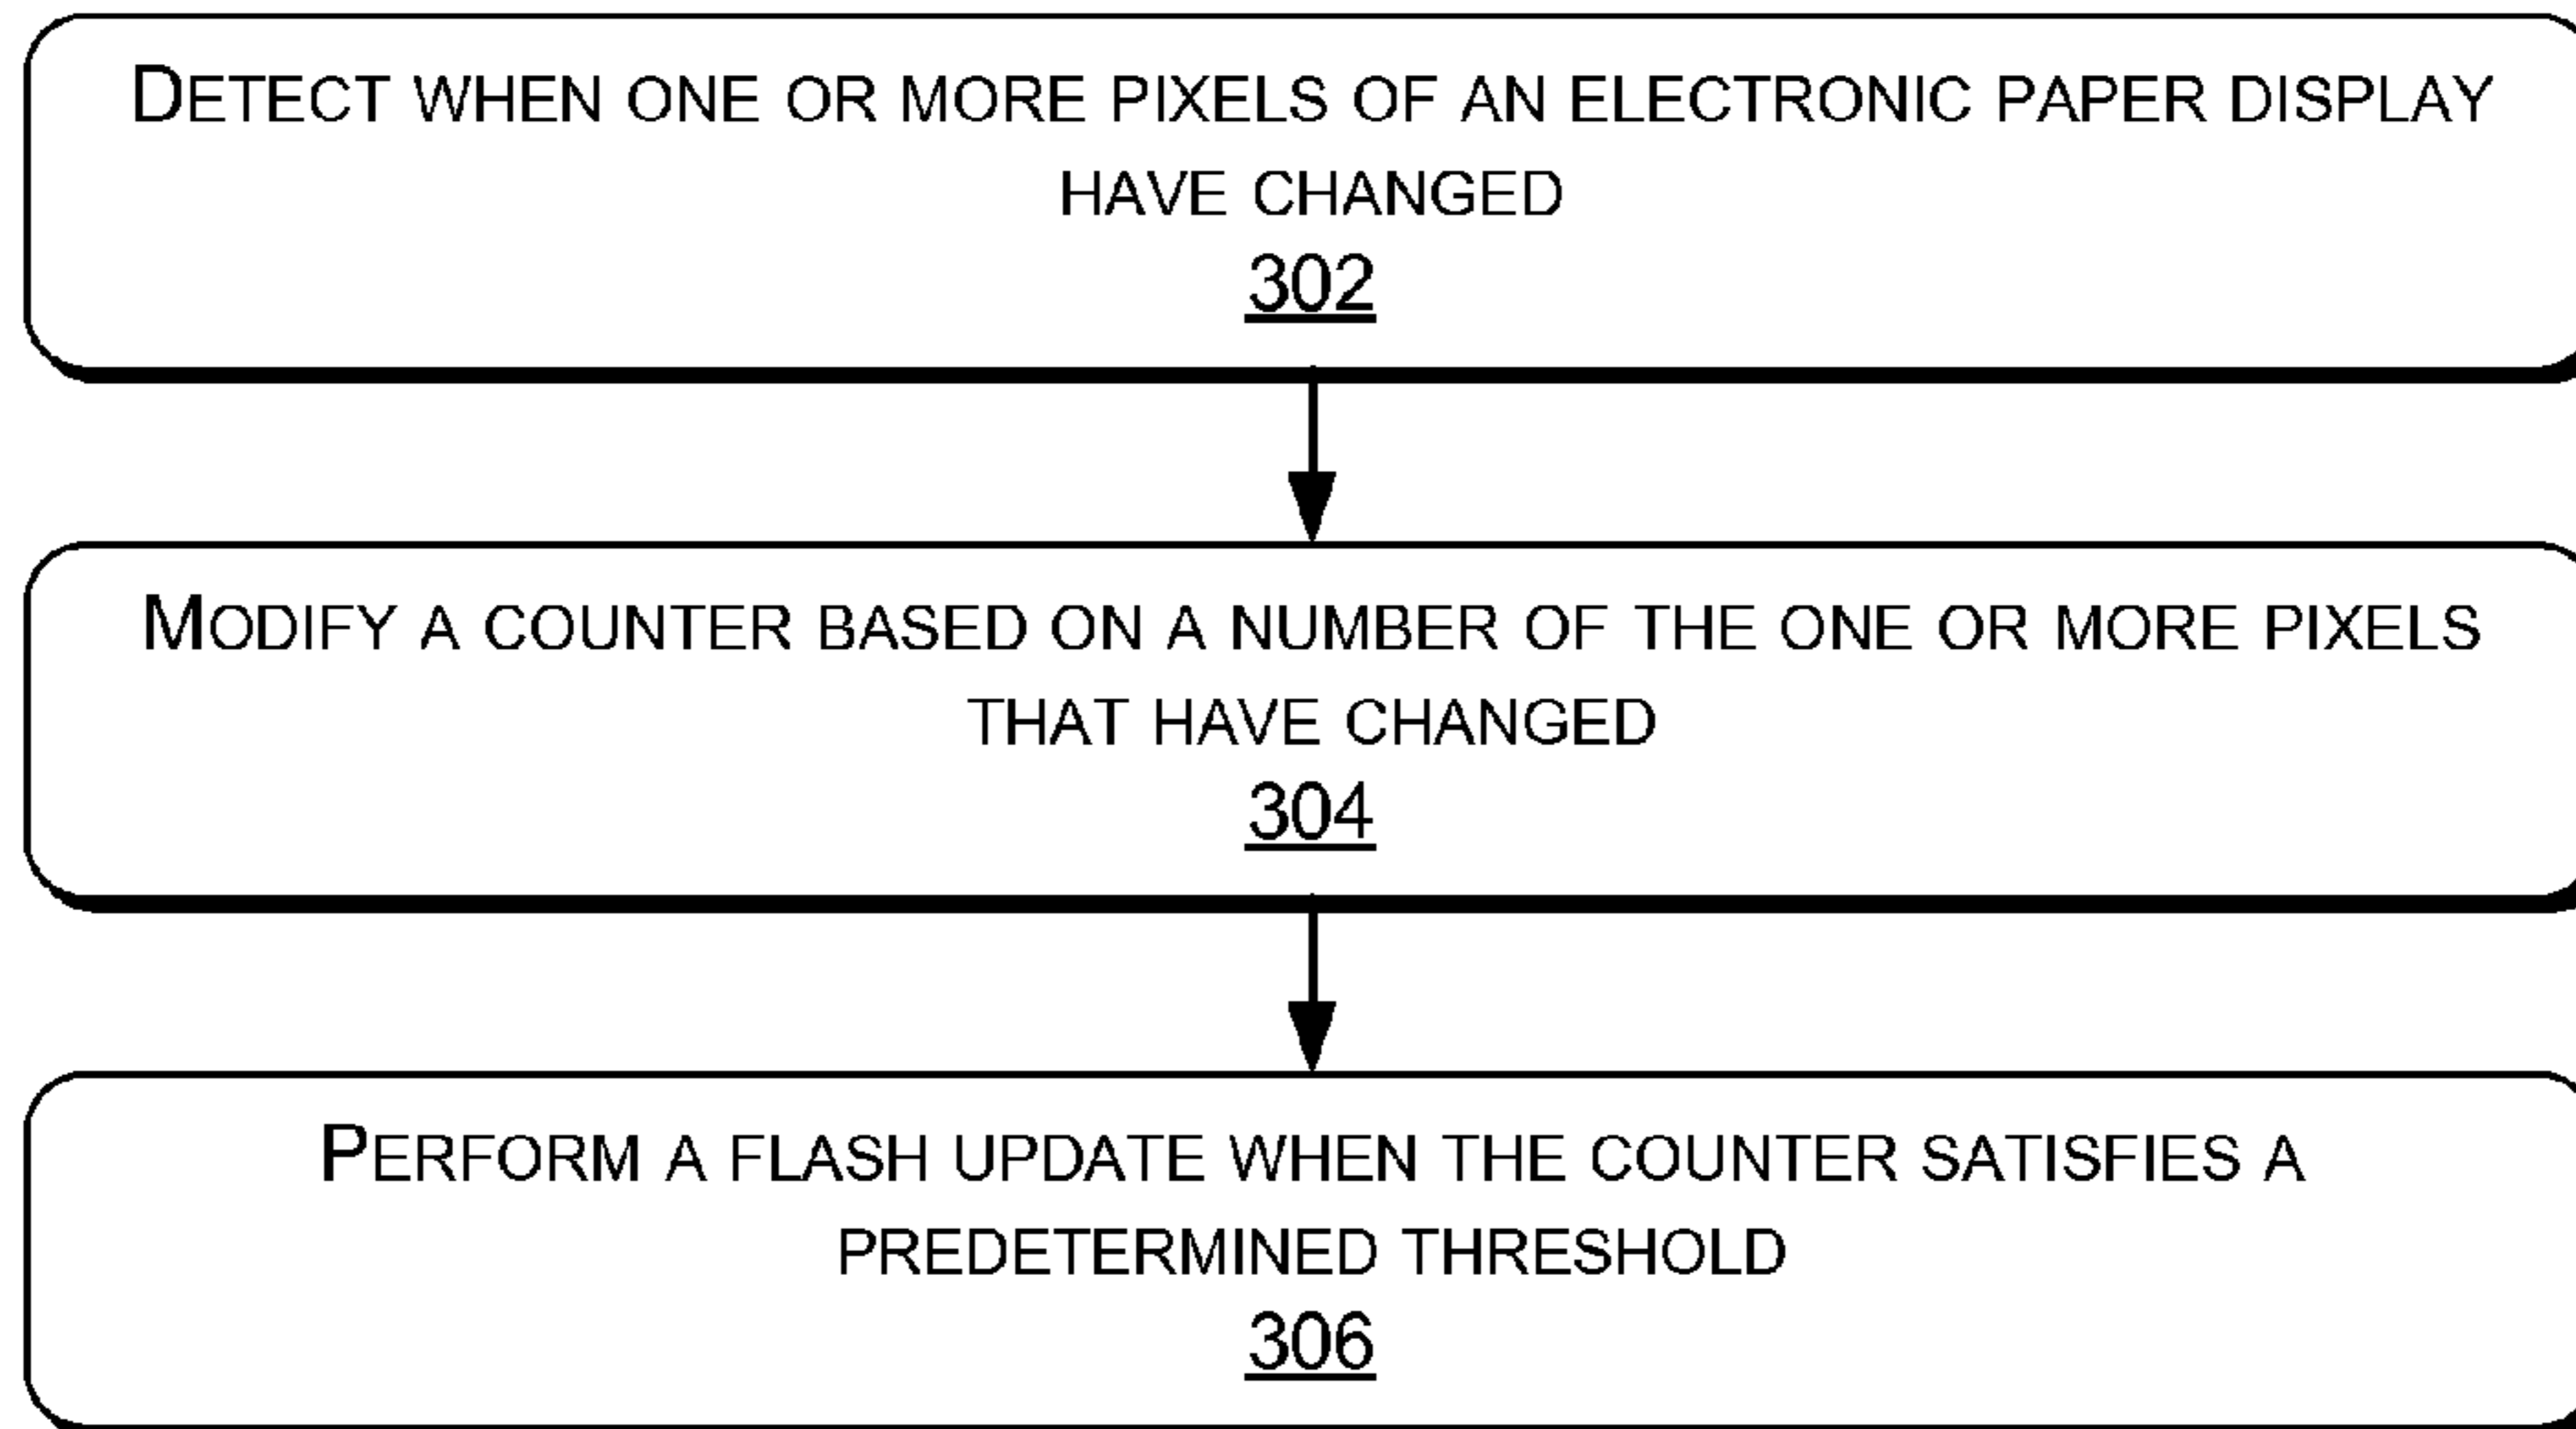 DETECT WHEN ONE OR MORE PIXELS OF AN ELECTRONIC PAPER DISPLAY
HAVE CHANGED
302
MODIFY A COUNTER BASED ON A NUMBER OF THE ONE OR MORE PIXELS
THAT HAVE CHANGED
304
PERFORM A FLASH UPDATE WHEN THE COUNTER SATISFIES A
PREDETERMINED THRESHOLD
306